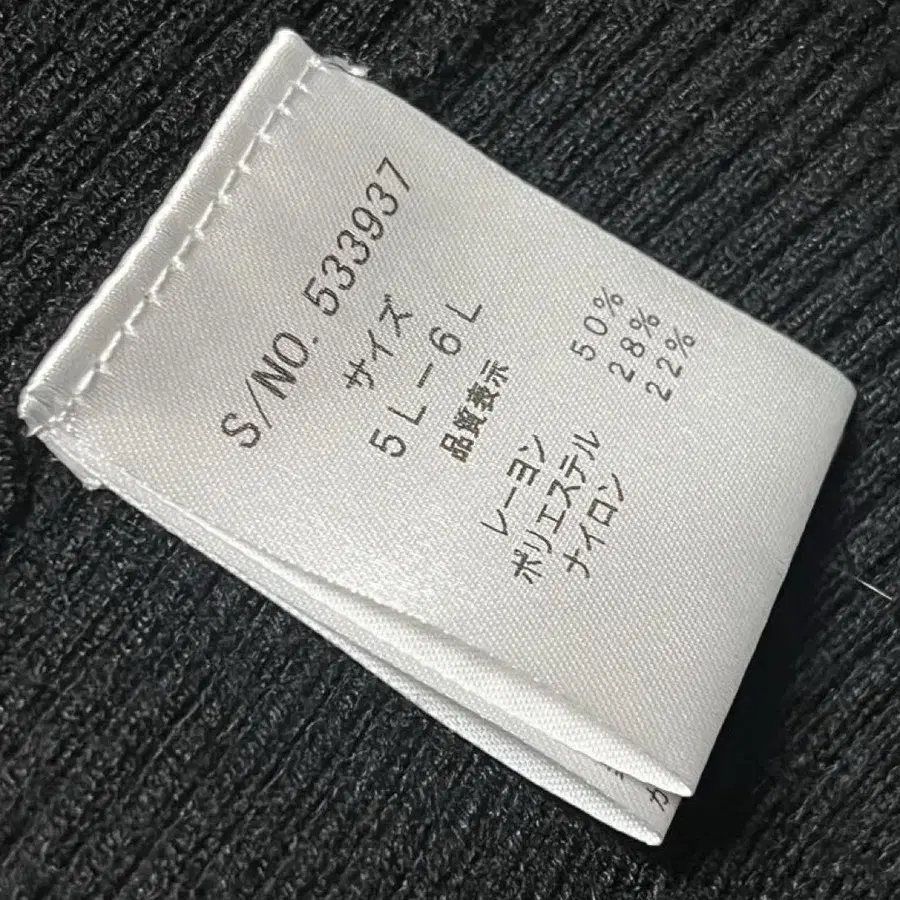 S/NO. 533937
サイズ
5L－6L
品質表示
レーヨン 50%
ポリエステル 28%
ナイロン 22%